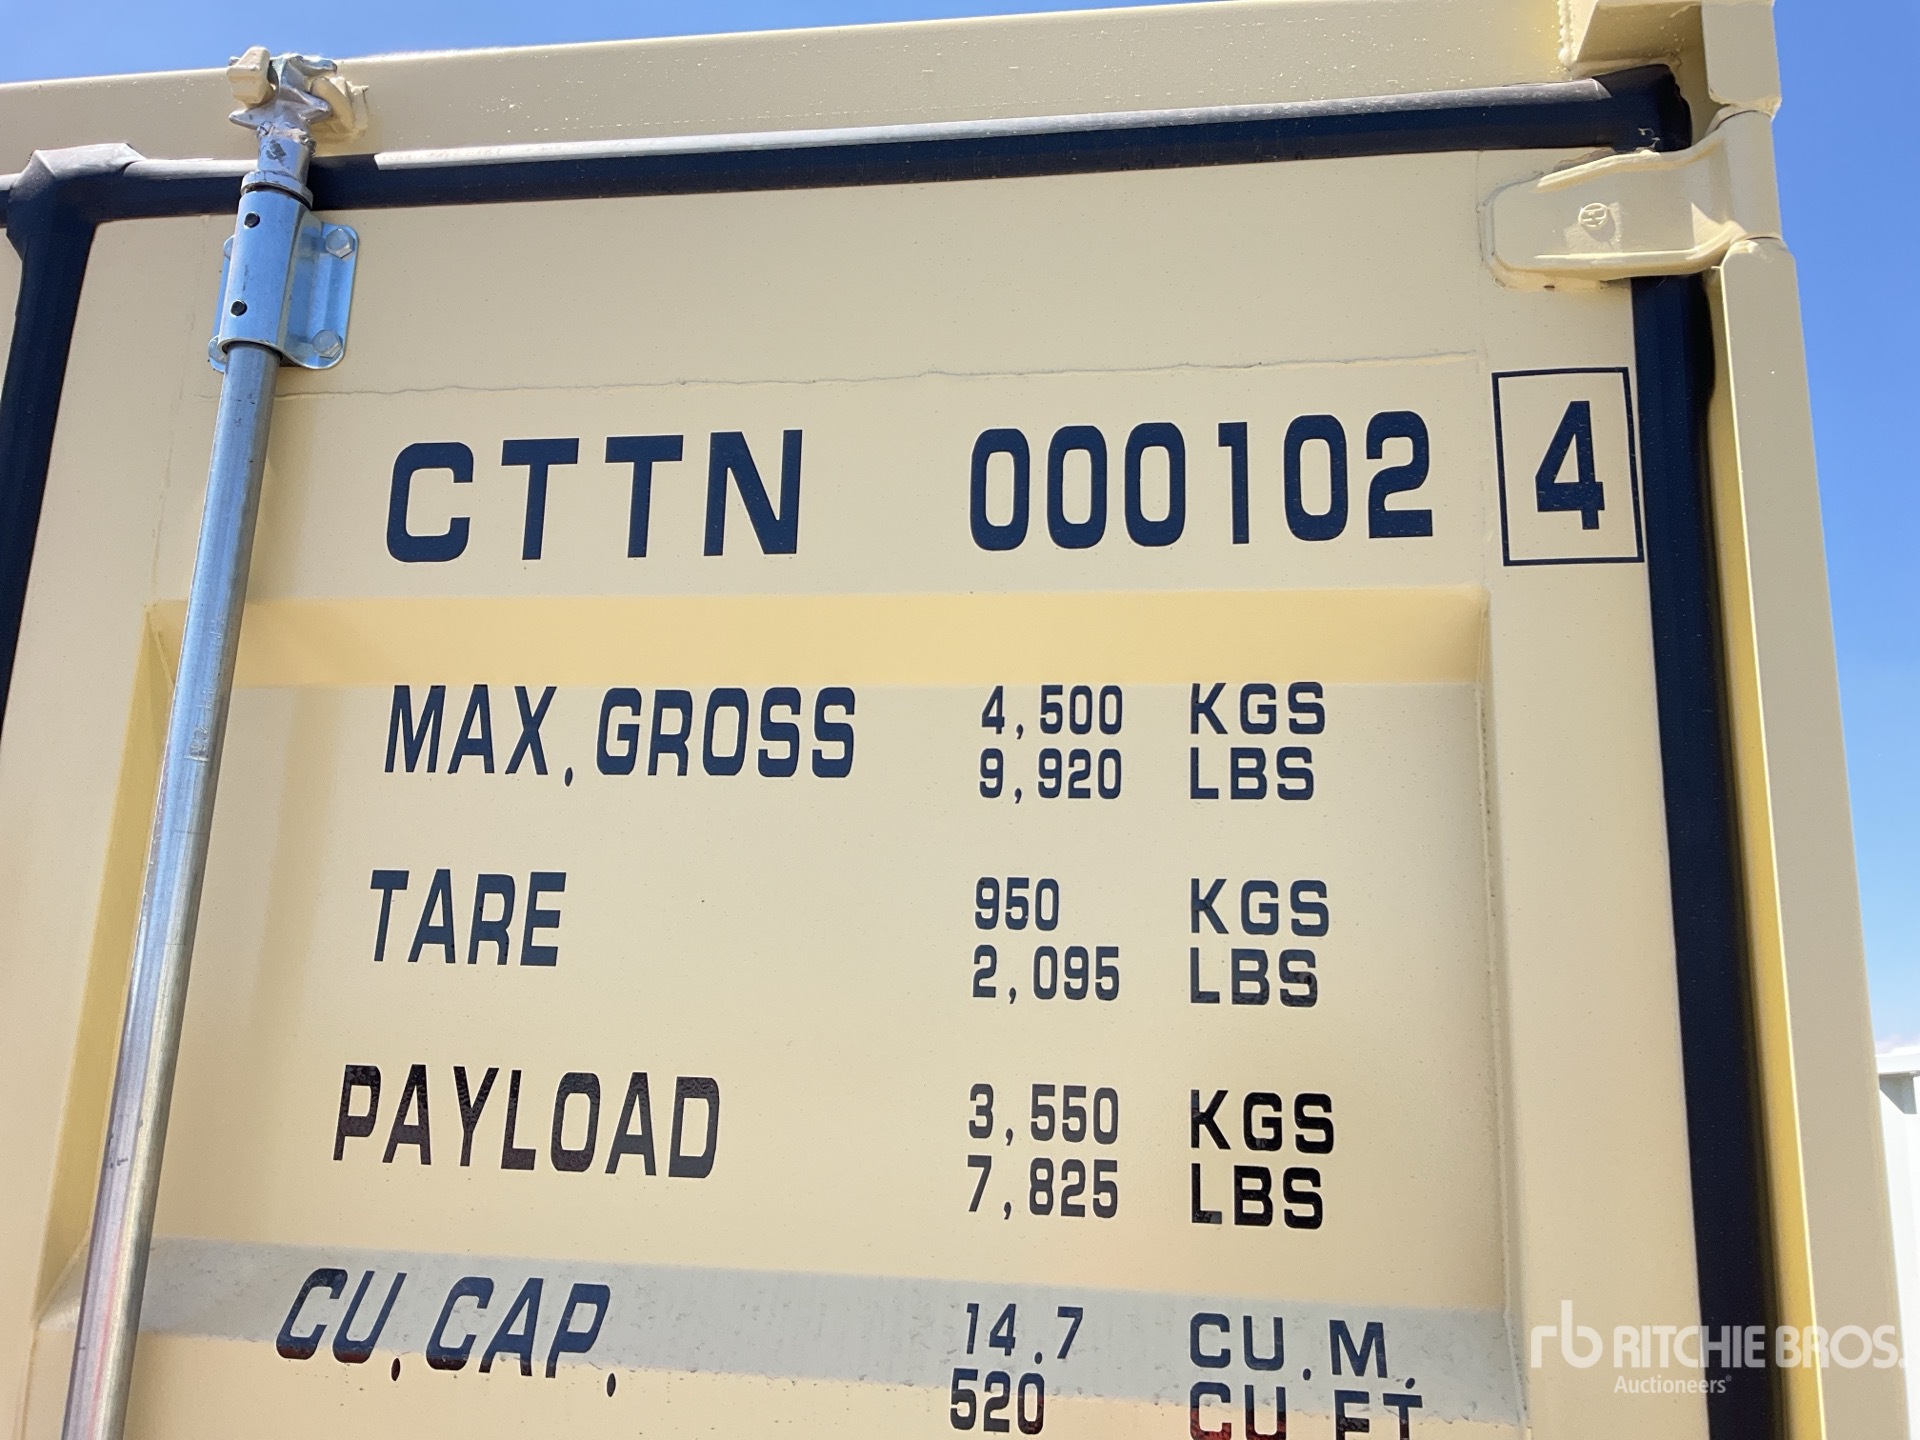 CTTN 000102 4
MAX. GROSS 4,500 KGS
9,920 LBS
TARE 950 KGS
2,095 LBS
PAYLOAD 3,550 KGS
7,825 LBS
CU. CAP. 14.7 CU.M.
520 CU FT
rb RITCHIE BROS.
Auctioneers®